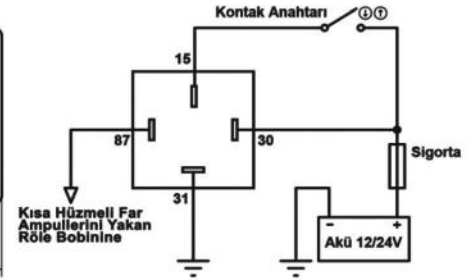 Kontak Anahtarı
15
87
30
Sigorta
31
Kısa Hüzmeli Far
Ampullerini Yakan
Röle Bobinine
- +
Akü 12/24V